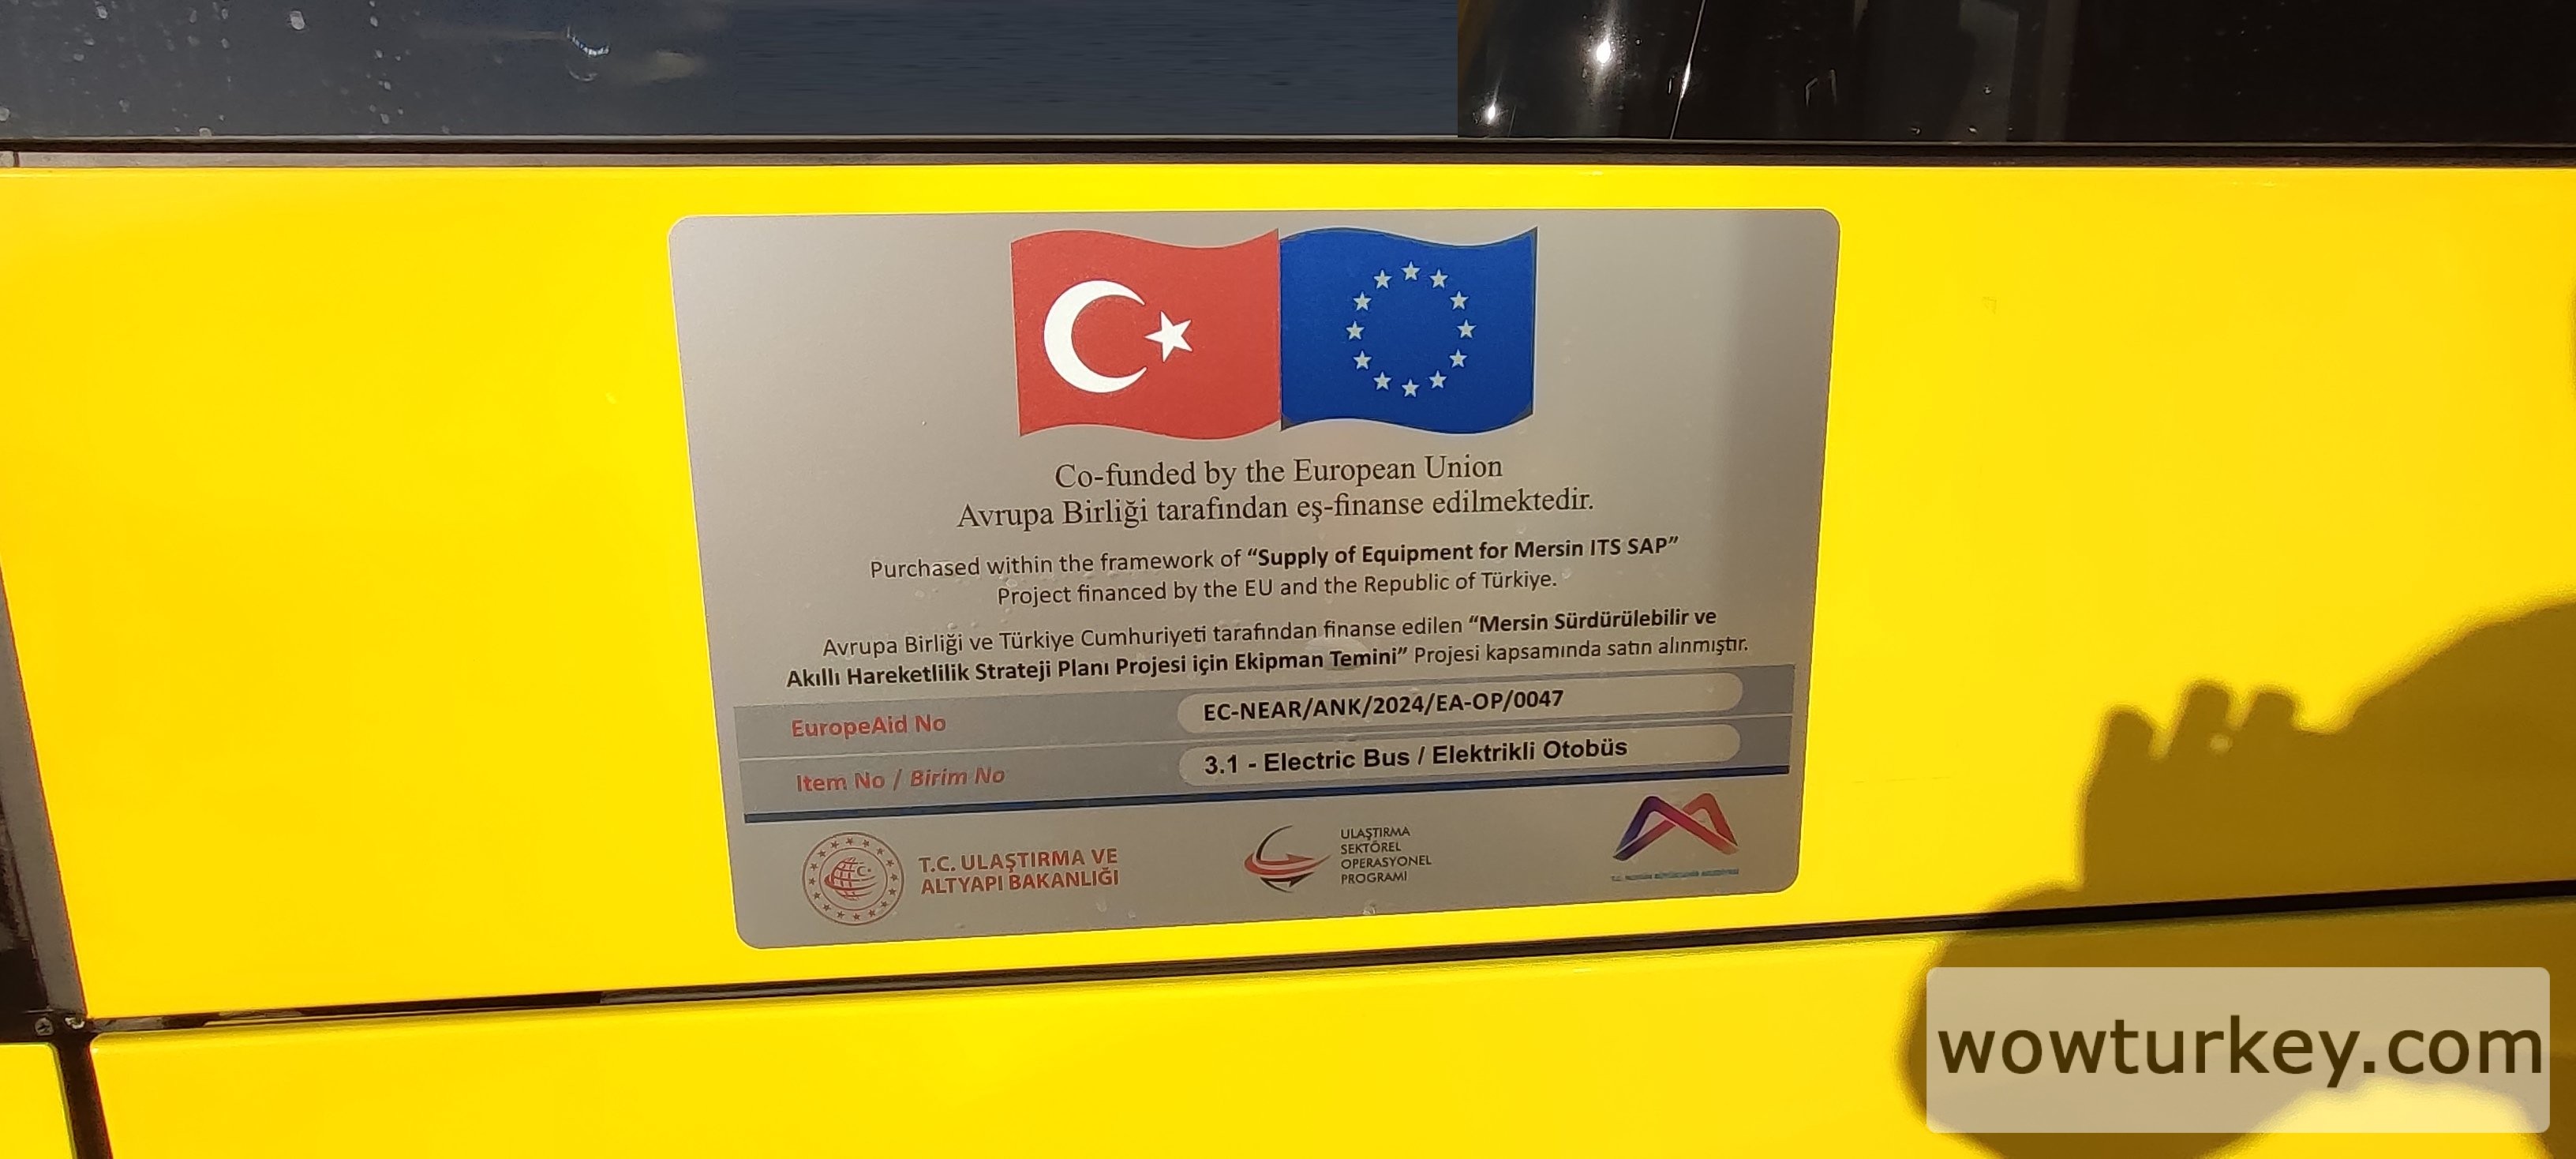 Co-funded by the European Union
Avrupa Birliği tarafından eş-finanse edilmektedir.
Purchased within the framework of “Supply of Equipment for Mersin ITS SAP”
Project financed by the EU and the Republic of Türkiye.
Avrupa Birliği ve Türkiye Cumhuriyeti tarafından finanse edilen “Mersin Sürdürülebilir ve
Akıllı Hareketlilik Strateji Planı Projesi için Ekipman Temini” Projesi kapsamında satın alınmıştır.
EuropeAid No EC-NEAR/ANK/2024/EA-OP/0047
Item No / Birim No 3.1 - Electric Bus / Elektrikli Otobüs
T.C. ULAŞTIRMA VE
ALTYAPI BAKANLIĞI
ULAŞTIRMA
SEKTÖREL
OPERASYONEL
PROGRAMI
T.C. MERSİN BÜYÜKŞEHİR BELEDİYESİ
wowturkey.com